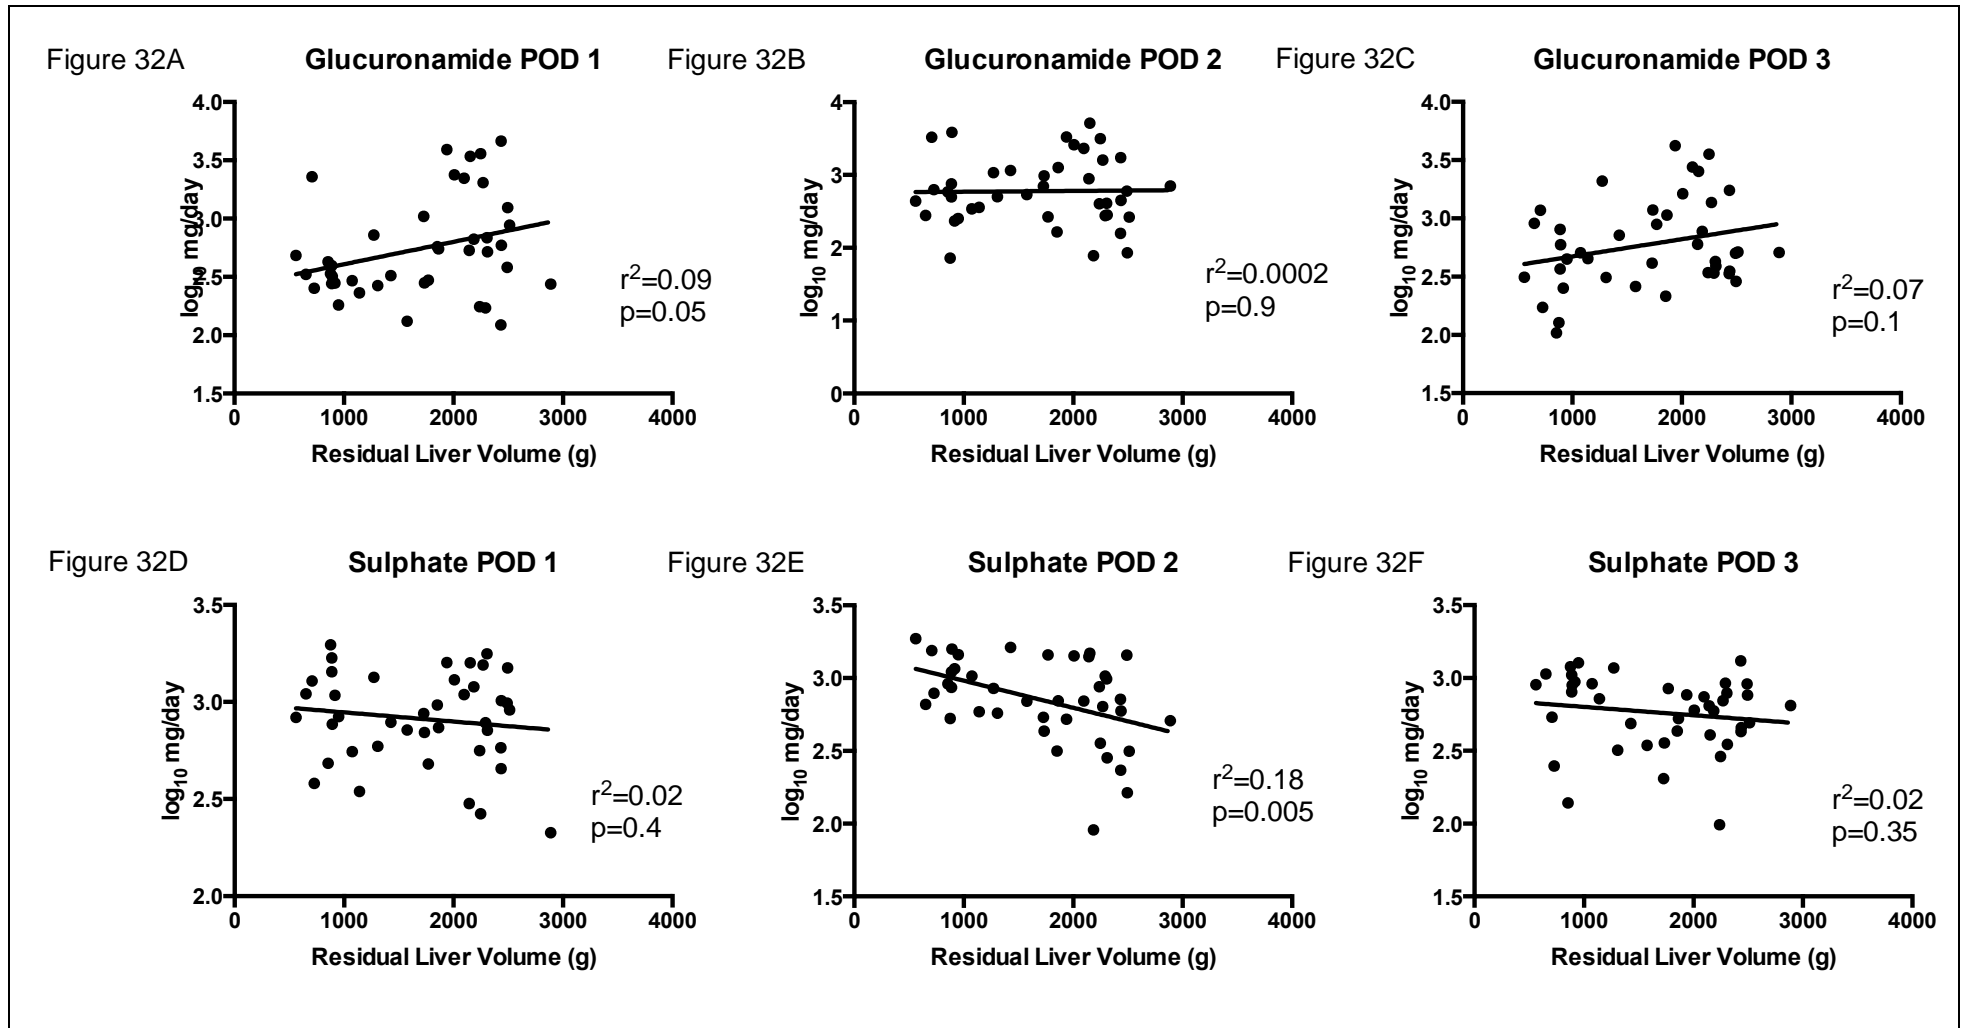 Figure 32A
Glucuronamide POD 1
Figure 32B
Glucuronamide POD 2
Figure 32C
Glucuronamide POD 3
4.0
3.5
3.0
2.5
2.0
1.5
log10 mg/day
r2=0.09
p=0.05
0 1000 2000 3000 4000
Residual Liver Volume (g)
4
3
2
1
0
log10 mg/day
r2=0.0002
p=0.9
0 1000 2000 3000 4000
Residual Liver Volume (g)
4.0
3.5
3.0
2.5
2.0
1.5
log10 mg/day
r2=0.07
p=0.1
0 1000 2000 3000 4000
Residual Liver Volume (g)
Figure 32D
Sulphate POD 1
Figure 32E
Sulphate POD 2
Figure 32F
Sulphate POD 3
3.5
3.0
2.5
2.0
log10 mg/day
r2=0.02
p=0.4
0 1000 2000 3000 4000
Residual Liver Volume (g)
3.5
3.0
2.5
2.0
1.5
log10 mg/day
r2=0.18
p=0.005
0 1000 2000 3000 4000
Residual Liver Volume (g)
3.5
3.0
2.5
2.0
1.5
log10 mg/day
r2=0.02
p=0.35
0 1000 2000 3000 4000
Residual Liver Volume (g)